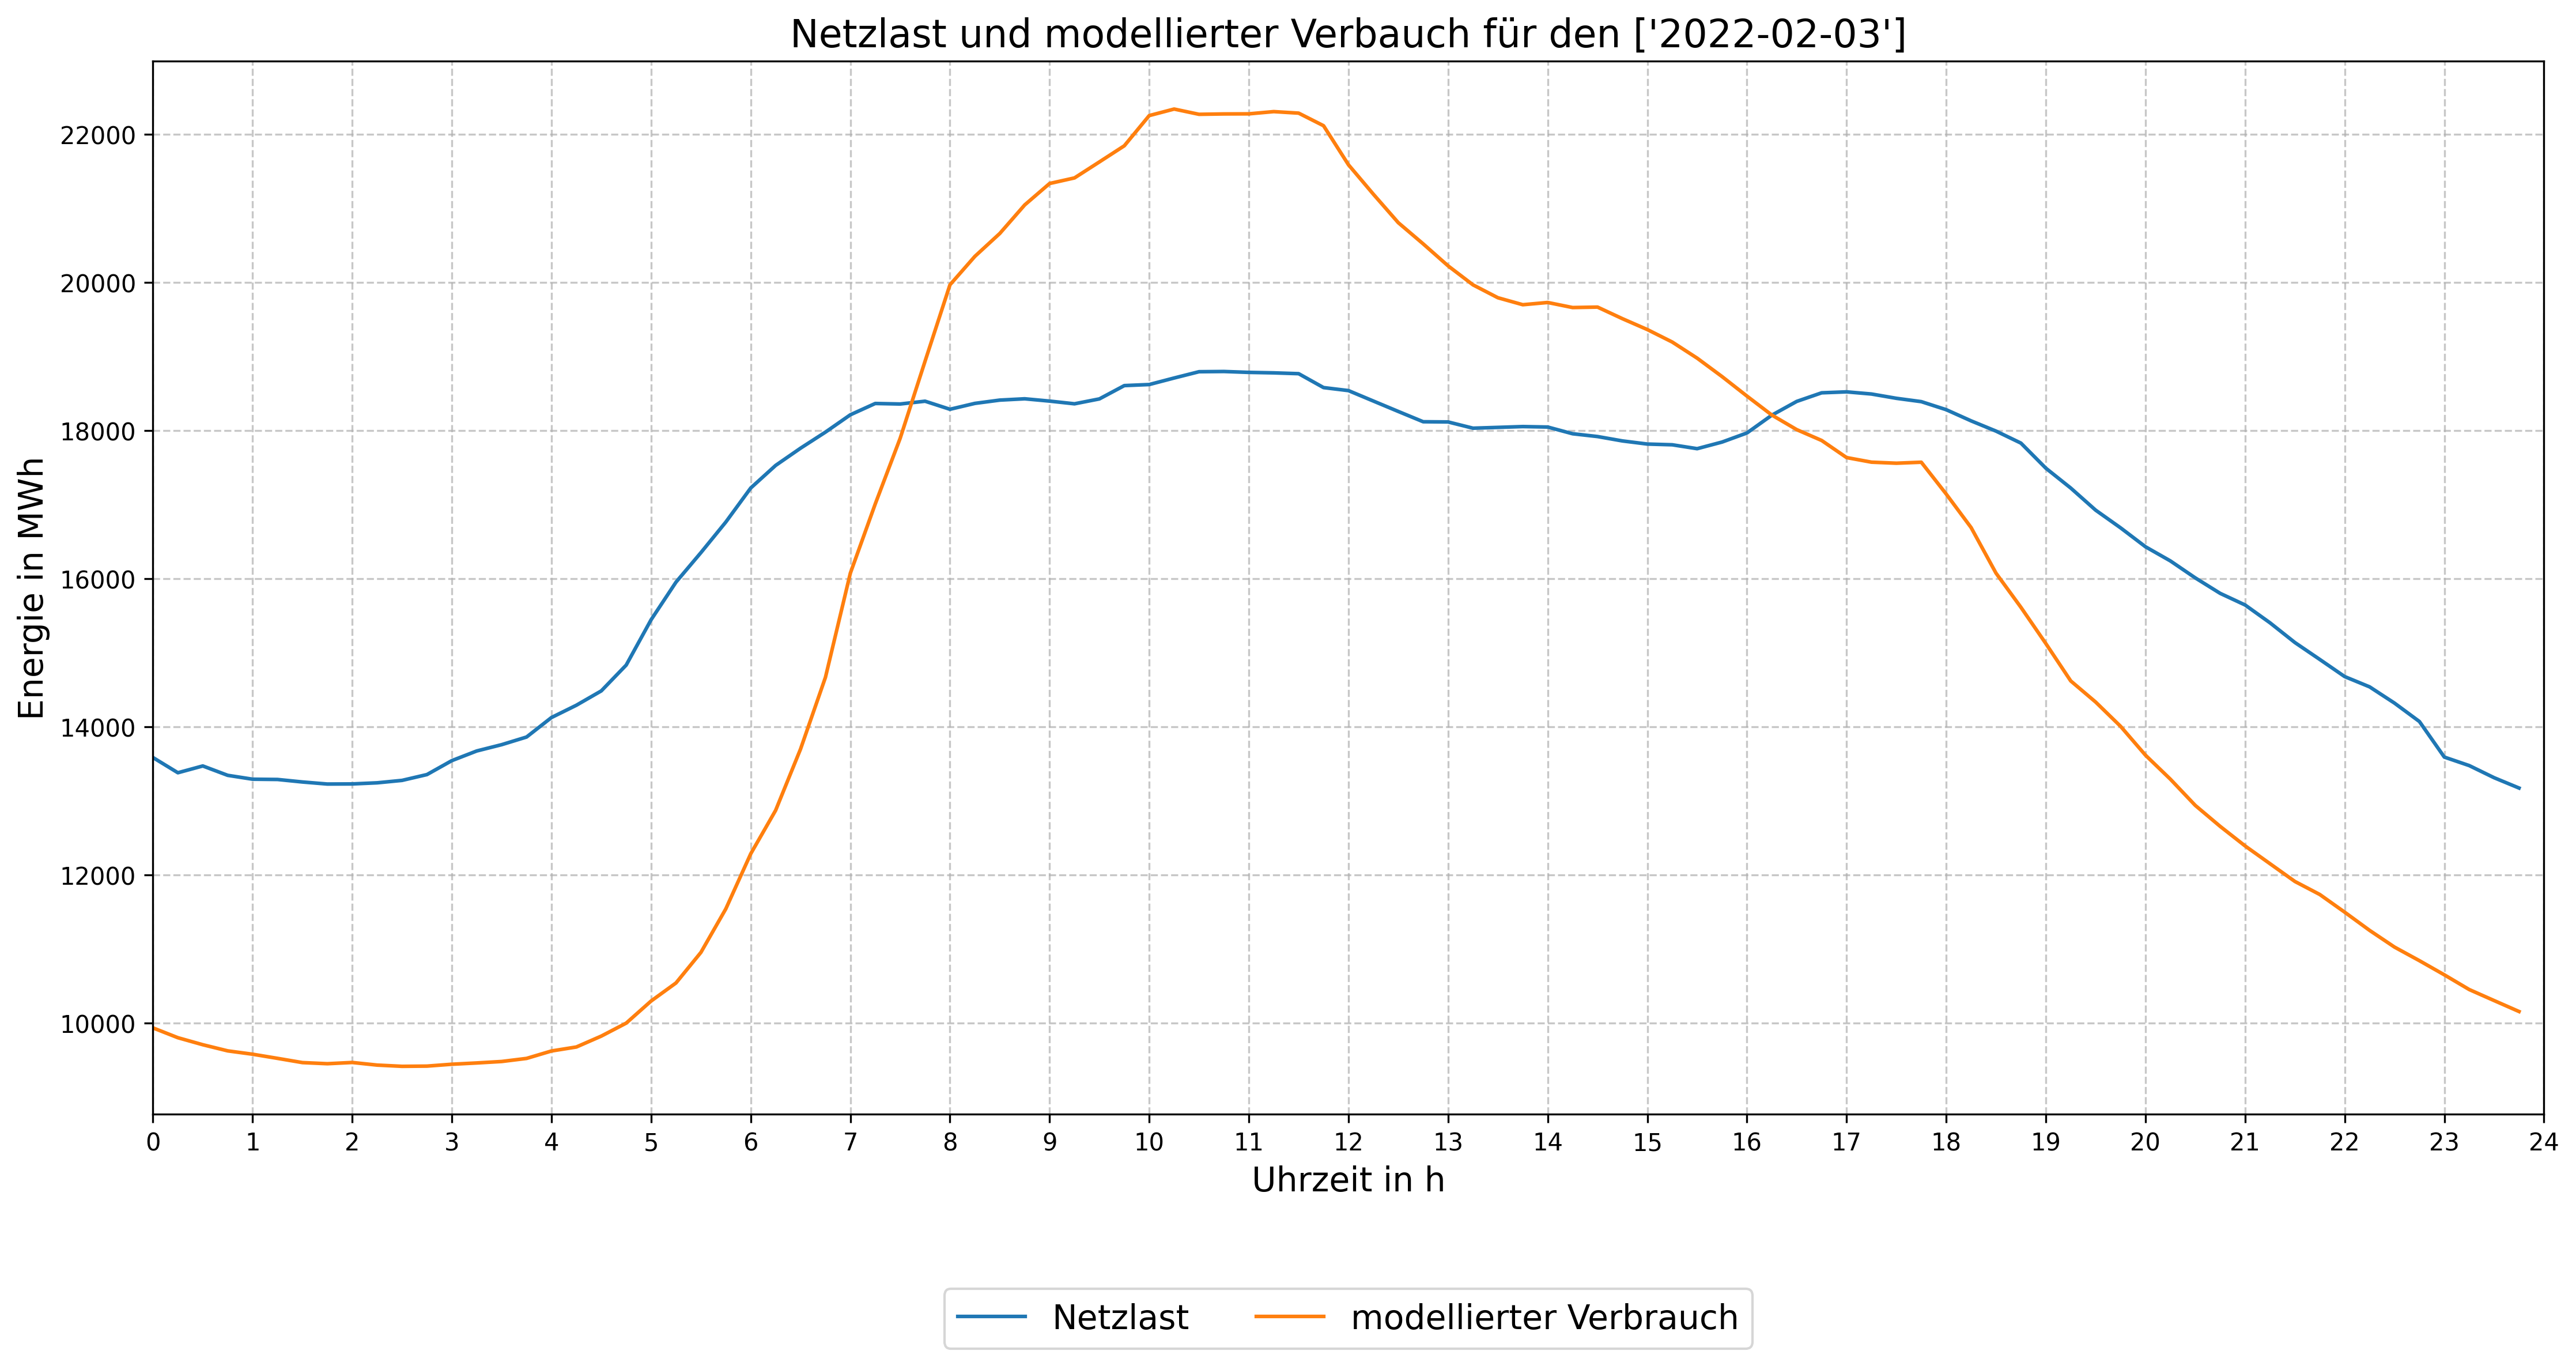 Netzlast und modellierter Verbauch für den ['2022-02-03']
Energie in MWh
22000
20000
18000
16000
14000
12000
10000
0 1 2 3 4 5 6 7 8 9 10 11 12 13 14 15 16 17 18 19 20 21 22 23 24
Uhrzeit in h
Netzlast modellierter Verbrauch